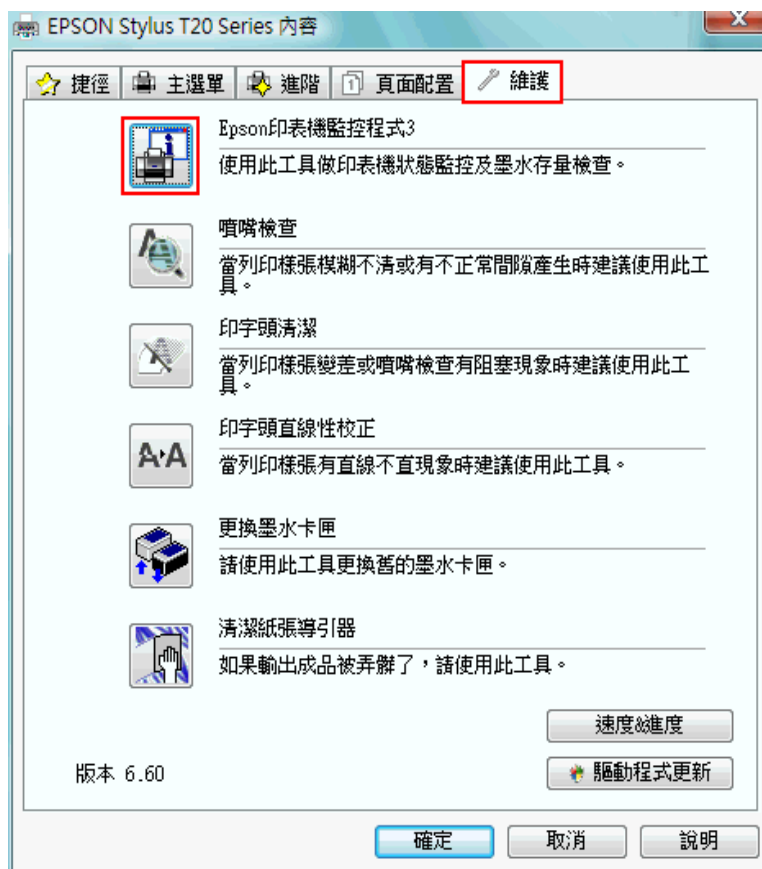 EPSON Stylus T20 Series 內容
捷徑 主選單 進階 頁面配置 維護
Epson印表機監控程式3
使用此工具做印表機狀態監控及墨水存量檢查。
噴嘴檢查
當列印樣張模糊不清或有不正常間隙產生時建議使用此工
具。
印字頭清潔
當列印樣張變差或噴嘴檢查有阻塞現象時建議使用此工
具。
印字頭直線性校正
當列印樣張有直線不直現象時建議使用此工具。
更換墨水卡匣
請使用此工具更換舊的墨水卡匣。
清潔紙張導引器
如果輸出成品被弄髒了，請使用此工具。
速度&進度
版本 6.60
驅動程式更新
確定 取消 說明